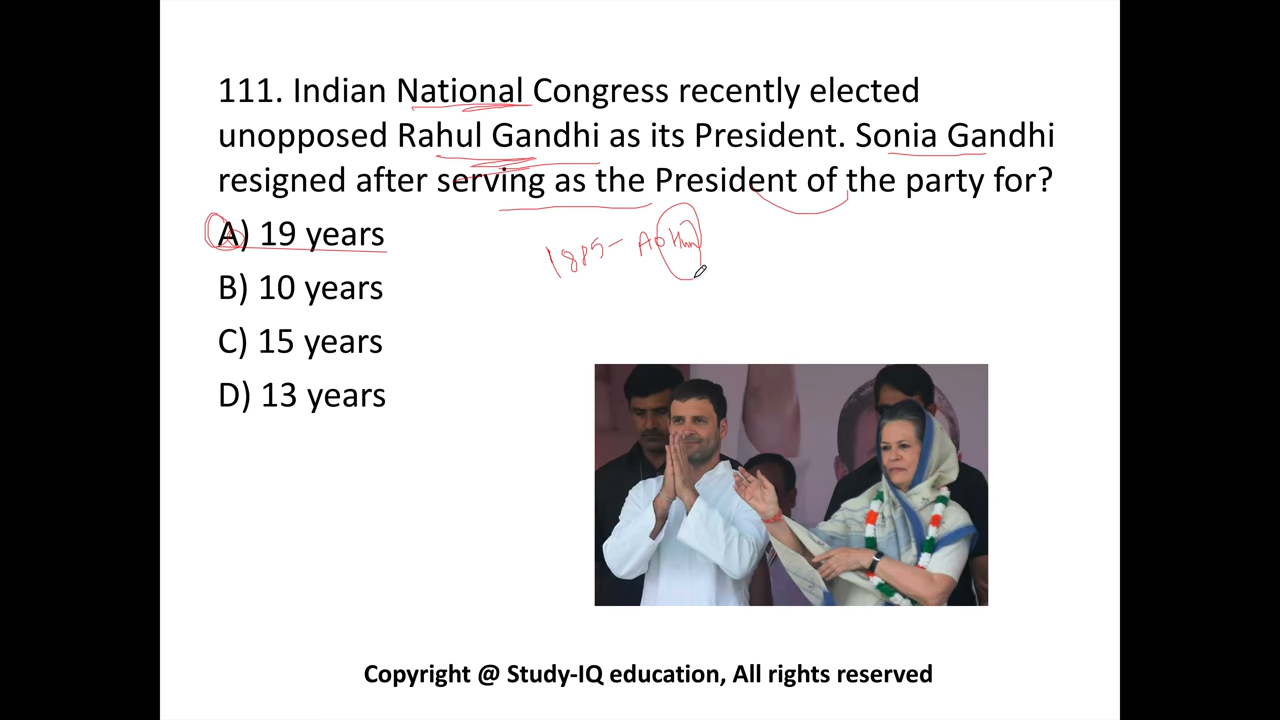 111. Indian National Congress recently elected
unopposed Rahul Gandhi as its President. Sonia Gandhi
resigned after serving as the President of the party for?
A) 19 years
1885 - AO Hum
B) 10 years
C) 15 years
D) 13 years
Copyright @ Study-IQ education, All rights reserved